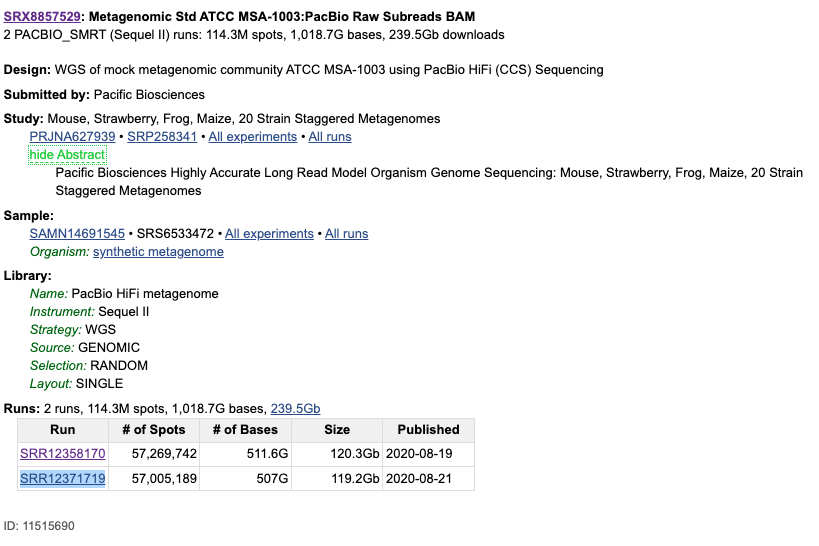 SRX8857529: Metagenomic Std ATCC MSA-1003:PacBio Raw Subreads BAM
2 PACBIO_SMRT (Sequel II) runs: 114.3M spots, 1,018.7G bases, 239.5Gb downloads
Design: WGS of mock metagenomic community ATCC MSA-1003 using PacBio HiFi (CCS) Sequencing
Submitted by: Pacific Biosciences
Study: Mouse, Strawberry, Frog, Maize, 20 Strain Staggered Metagenomes
PRJNA627939 • SRP258341 • All experiments • All runs
hide Abstract
Pacific Biosciences Highly Accurate Long Read Model Organism Genome Sequencing: Mouse, Strawberry, Frog, Maize, 20 Strain
Staggered Metagenomes
Sample:
SAMN14691545 • SRS6533472 • All experiments • All runs
Organism: synthetic metagenome
Library:
Name: PacBio HiFi metagenome
Instrument: Sequel II
Strategy: WGS
Source: GENOMIC
Selection: RANDOM
Layout: SINGLE
Runs: 2 runs, 114.3M spots, 1,018.7G bases, 239.5Gb
Run # of Spots # of Bases Size Published
SRR12358170 57,269,742 511.6G 120.3Gb 2020-08-19
SRR12371719 57,005,189 507G 119.2Gb 2020-08-21
ID: 11515690